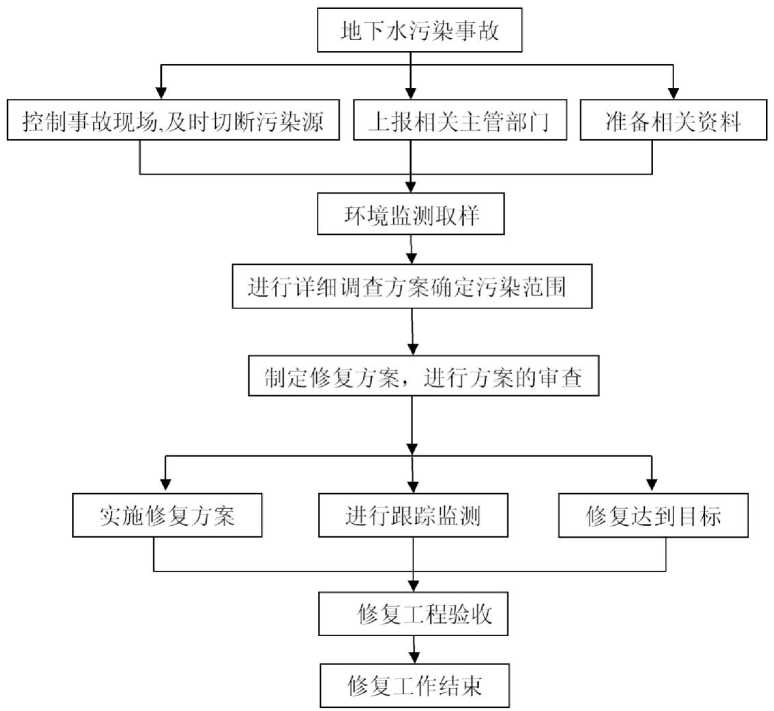 地下水污染事故
控制事故现场,及时切断污染源
上报相关主管部门
准备相关资料
环境监测取样
进行详细调查方案确定污染范围
制定修复方案，进行方案的审查
实施修复方案
进行跟踪监测
修复达到目标
修复工程验收
修复工作结束